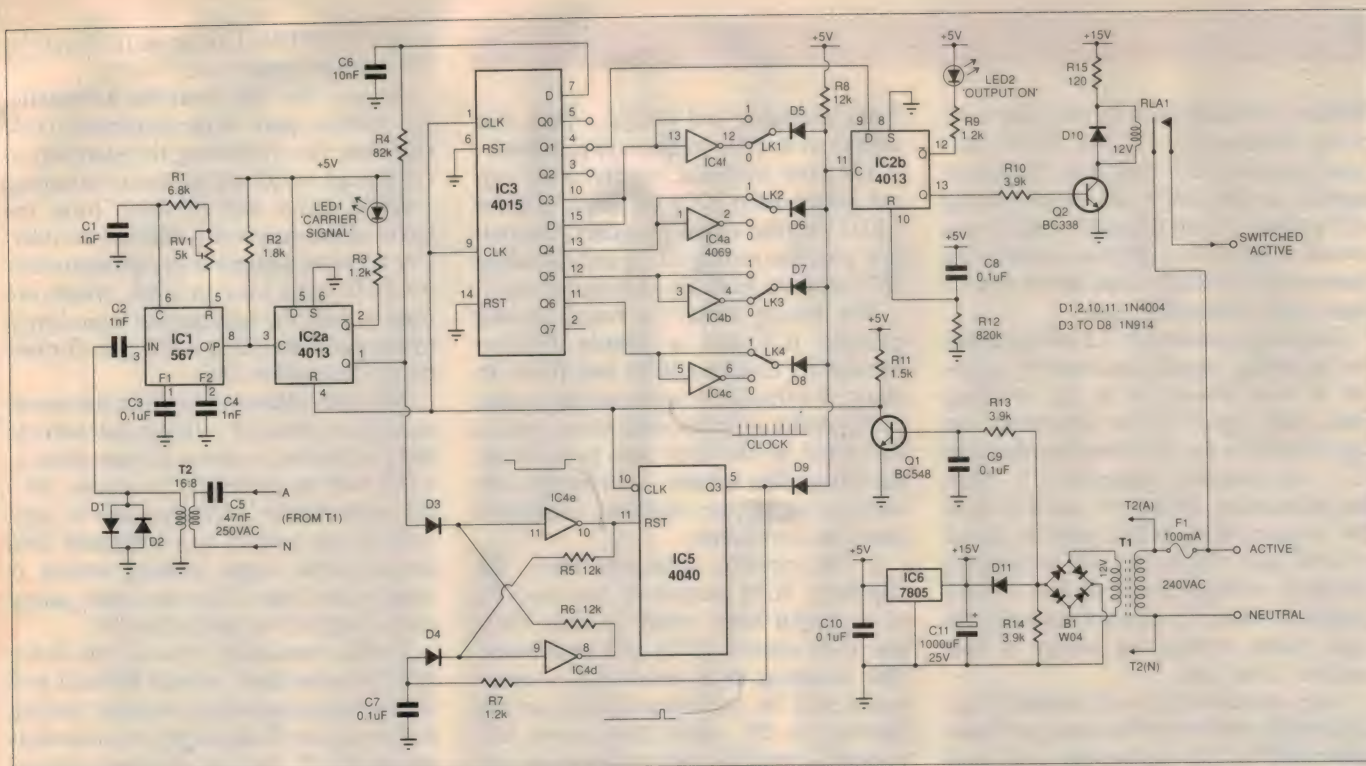 C6
10nF
R4
82k
+5V
R1
6.8k
C1
1nF
RV1
5k
R2
1.8k
LED1
'CARRIER
SIGNAL'
R3
1.2k
C2
1nF
6
5
C
R
3
IN
IC1
567
O/P
8
F1
F2
1
2
C3
0.1uF
C4
1nF
5
6
D
S
3
C
IC2a
4013
Q
2
Q
1
R
4
T2
16:8
C5
47nF
250VAC
A
(FROM T1)
N
D1
D2
IC3
4015
1
CLK
6
RST
9
CLK
14
RST
D
7
Q0
5
Q1
4
Q2
3
Q3
10
D
15
Q4
13
Q5
12
Q6
11
Q7
2
13
12
IC4f
1
0
LK1
D5
1
2
IC4a
4069
1
0
LK2
D6
3
4
IC4b
1
0
LK3
D7
5
6
IC4c
1
0
LK4
D8
CLOCK
+5V
R8
12k
+5V
LED2
'OUTPUT ON'
R9
1.2k
9
8
D
S
11
C
IC2b
4013
Q
12
Q
13
R
10
R10
3.9k
+15V
R15
120
D10
12V
RLA1
Q2
BC338
SWITCHED
ACTIVE
C8
0.1uF
R12
820k
D1,2,10,11 1N4004
D3 TO D8 1N914
+5V
R11
1.5k
Q1
BC548
R13
3.9k
C9
0.1uF
D3
D4
IC4e
11
10
R5 12k
R6 12k
9
8
IC4d
C7
0.1uF
R7
1.2k
10
CLK
11
RST
IC5
4040
Q3
5
D9
+5V
IC6
7805
+15V
D11
C10
0.1uF
C11
1000uF
25V
+
R14
3.9k
B1
W04
12V
T1
T2(A)
F1
100mA
ACTIVE
240VAC
NEUTRAL
T2(N)